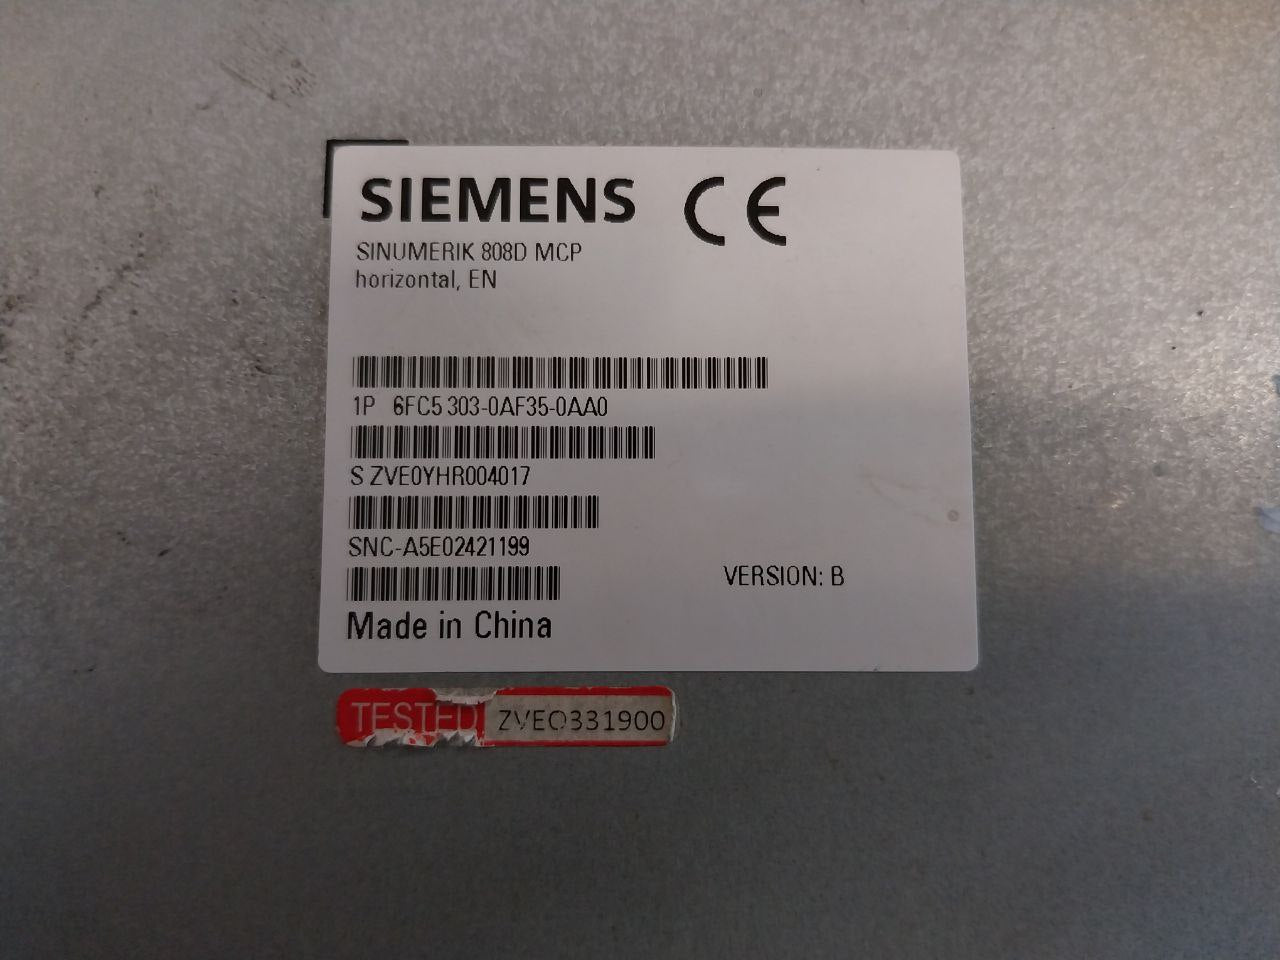 SIEMENS CE
SINUMERIK 808D MCP
horizontal, EN
1P 6FC5 303-0AF35-0AA0
S ZVE0YHR004017
SNC-A5E02421199
VERSION: B
Made in China
TESTED ZVEO331900